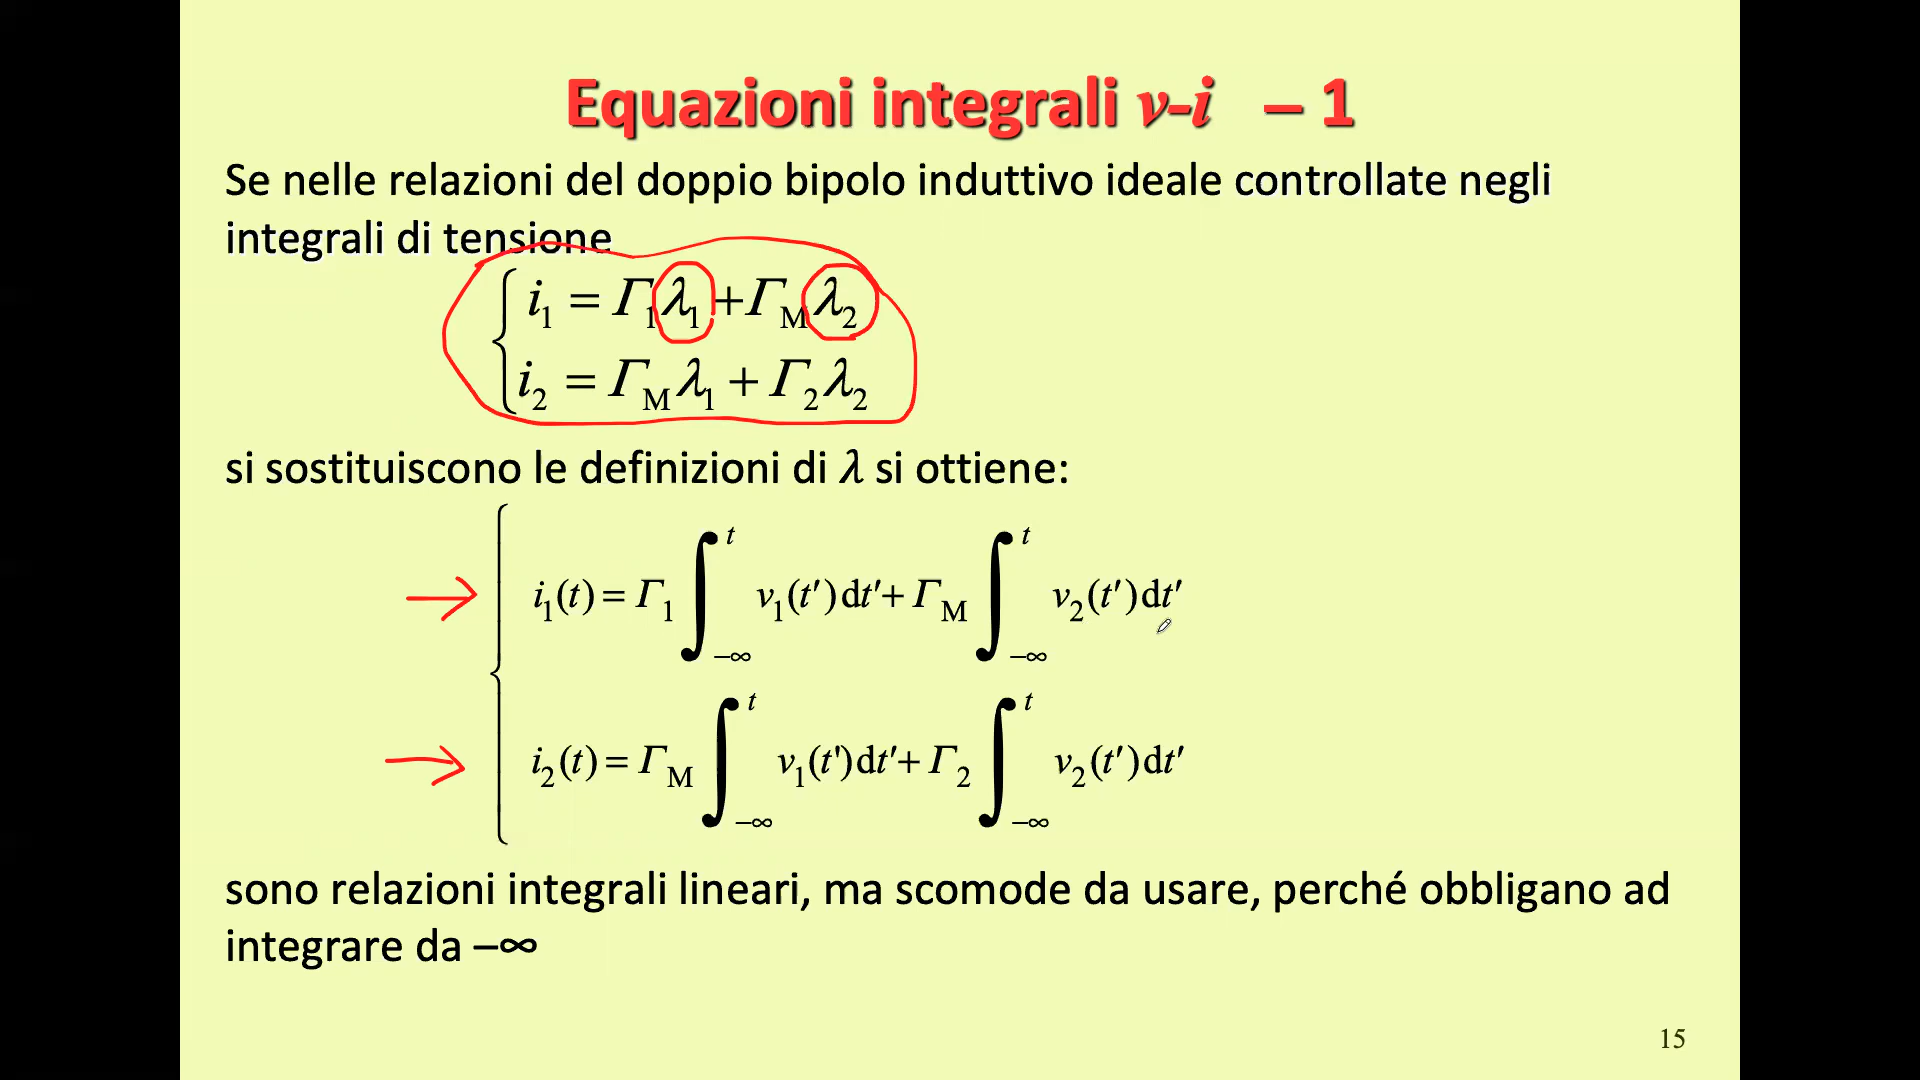 Equazioni integrali v-i – 1
Se nelle relazioni del doppio bipolo induttivo ideale controllate negli
integrali di tensione
i₁ = Γ₁λ₁ + Γ_M λ₂
i₂ = Γ_M λ₁ + Γ₂λ₂
si sostituiscono le definizioni di λ si ottiene:
i₁(t) = Γ₁ ∫_{−∞}^{t} v₁(t′)dt′ + Γ_M ∫_{−∞}^{t} v₂(t′)dt′
i₂(t) = Γ_M ∫_{−∞}^{t} v₁(t')dt′ + Γ₂ ∫_{−∞}^{t} v₂(t′)dt′
sono relazioni integrali lineari, ma scomode da usare, perché obbligano ad
integrare da –∞
15